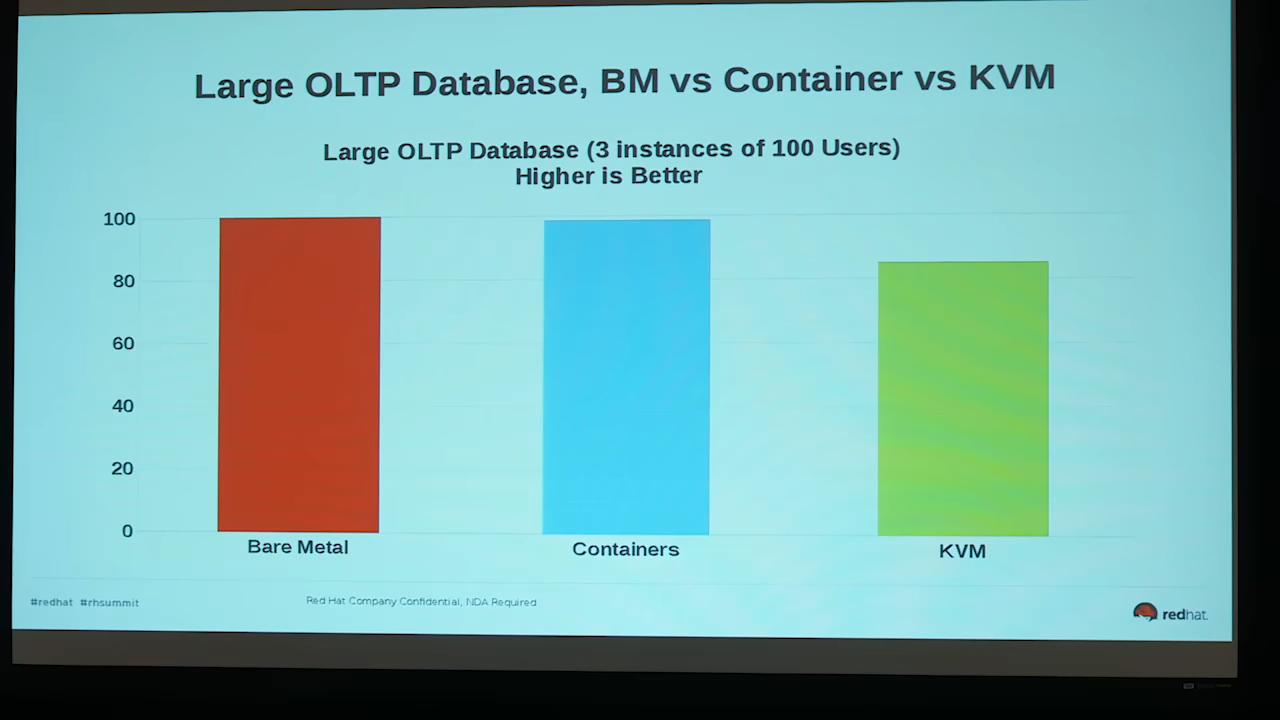 Large OLTP Database, BM vs Container vs KVM
Large OLTP Database (3 instances of 100 Users)
Higher is Better
100
80
60
40
20
0
Bare Metal
Containers
KVM
#redhat #rhsummit
Red Hat Company Confidential, NDA Required
redhat.